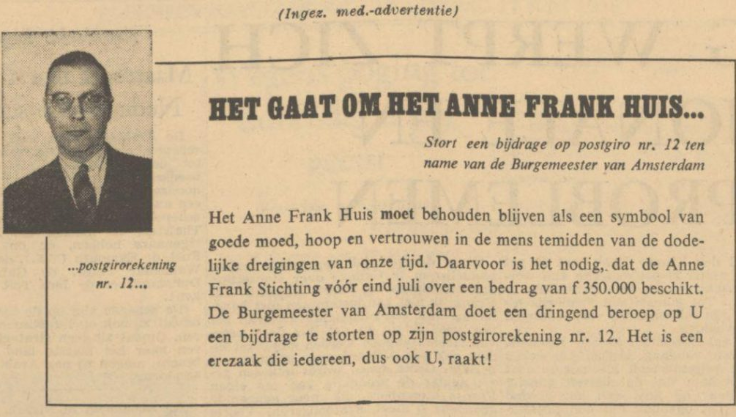 (Ingez. med.-advertentie)
HET GAAT OM HET ANNE FRANK HUIS...
Stort een bijdrage op postgiro nr. 12 ten
name van de Burgemeester van Amsterdam
...postgirorekening
nr. 12...
Het Anne Frank Huis moet behouden blijven als een symbool van
goede moed, hoop en vertrouwen in de mens temidden van de dode-
lijke dreigingen van onze tijd. Daarvoor is het nodig, dat de Anne
Frank Stichting vóór eind juli over een bedrag van f 350.000 beschikt.
De Burgemeester van Amsterdam doet een dringend beroep op U
een bijdrage te storten op zijn postgirorekening nr. 12. Het is een
erezaak die iedereen, dus ook U, raakt!